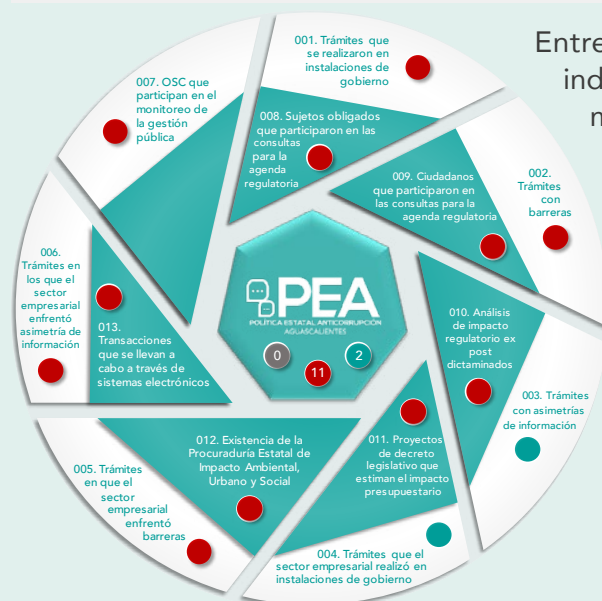 Entre
ind
m
001. Trámites que
se realizaron en
instalaciones de
gobierno
007. OSC que
participan en el
monitoreo de
la gestión
pública
008. Sujetos obligados
que participaron en las
consultas
para la
agenda
regulatoria
009. Ciudadanos
que participaron en
las consultas para la
agenda regulatoria
002.
Trámites
con
barreras
006.
Trámites en
los que el
sector
empresarial
enfrentó
asimetría de
información
013.
Transacciones
que se llevan a
cabo a través de
sistemas electrónicos
PEA
POLÍTICA ESTATAL ANTICORRUPCIÓN
AGUASCALIENTES
0
11
2
010. Análisis
de impacto
regulatorio ex
post
dictaminados
003. Trámites
con asimetrías
de información
012. Existencia de la
Procuraduría Estatal de
Impacto Ambiental,
Urbano y Social
011. Proyectos
de decreto
legislativo que
estiman el impacto
presupuestario
005. Trámites
en que el
sector
empresarial
enfrentó
barreras
004. Trámites que el
sector empresarial realizó en
instalaciones de gobierno